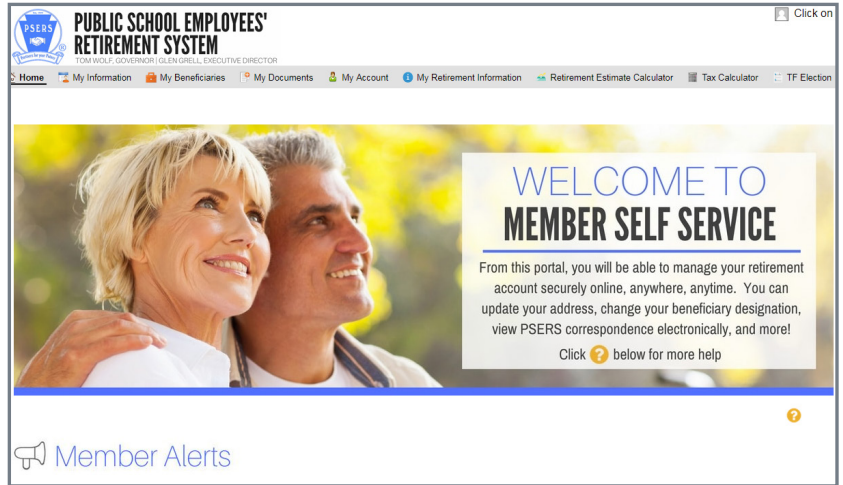 Click on
PSERS
PUBLIC SCHOOL EMPLOYEES'
RETIREMENT SYSTEM
TOM WOLF, GOVERNOR | GLEN GRELL, EXECUTIVE DIRECTOR
Home My Information My Beneficiaries My Documents My Account My Retirement Information Retirement Estimate Calculator Tax Calculator TF Election
WELCOME TO
MEMBER SELF SERVICE
From this portal, you will be able to manage your retirement
account securely online, anywhere, anytime. You can
update your address, change your beneficiary designation,
view PSERS correspondence electronically, and more!
Click ? below for more help
?
Member Alerts